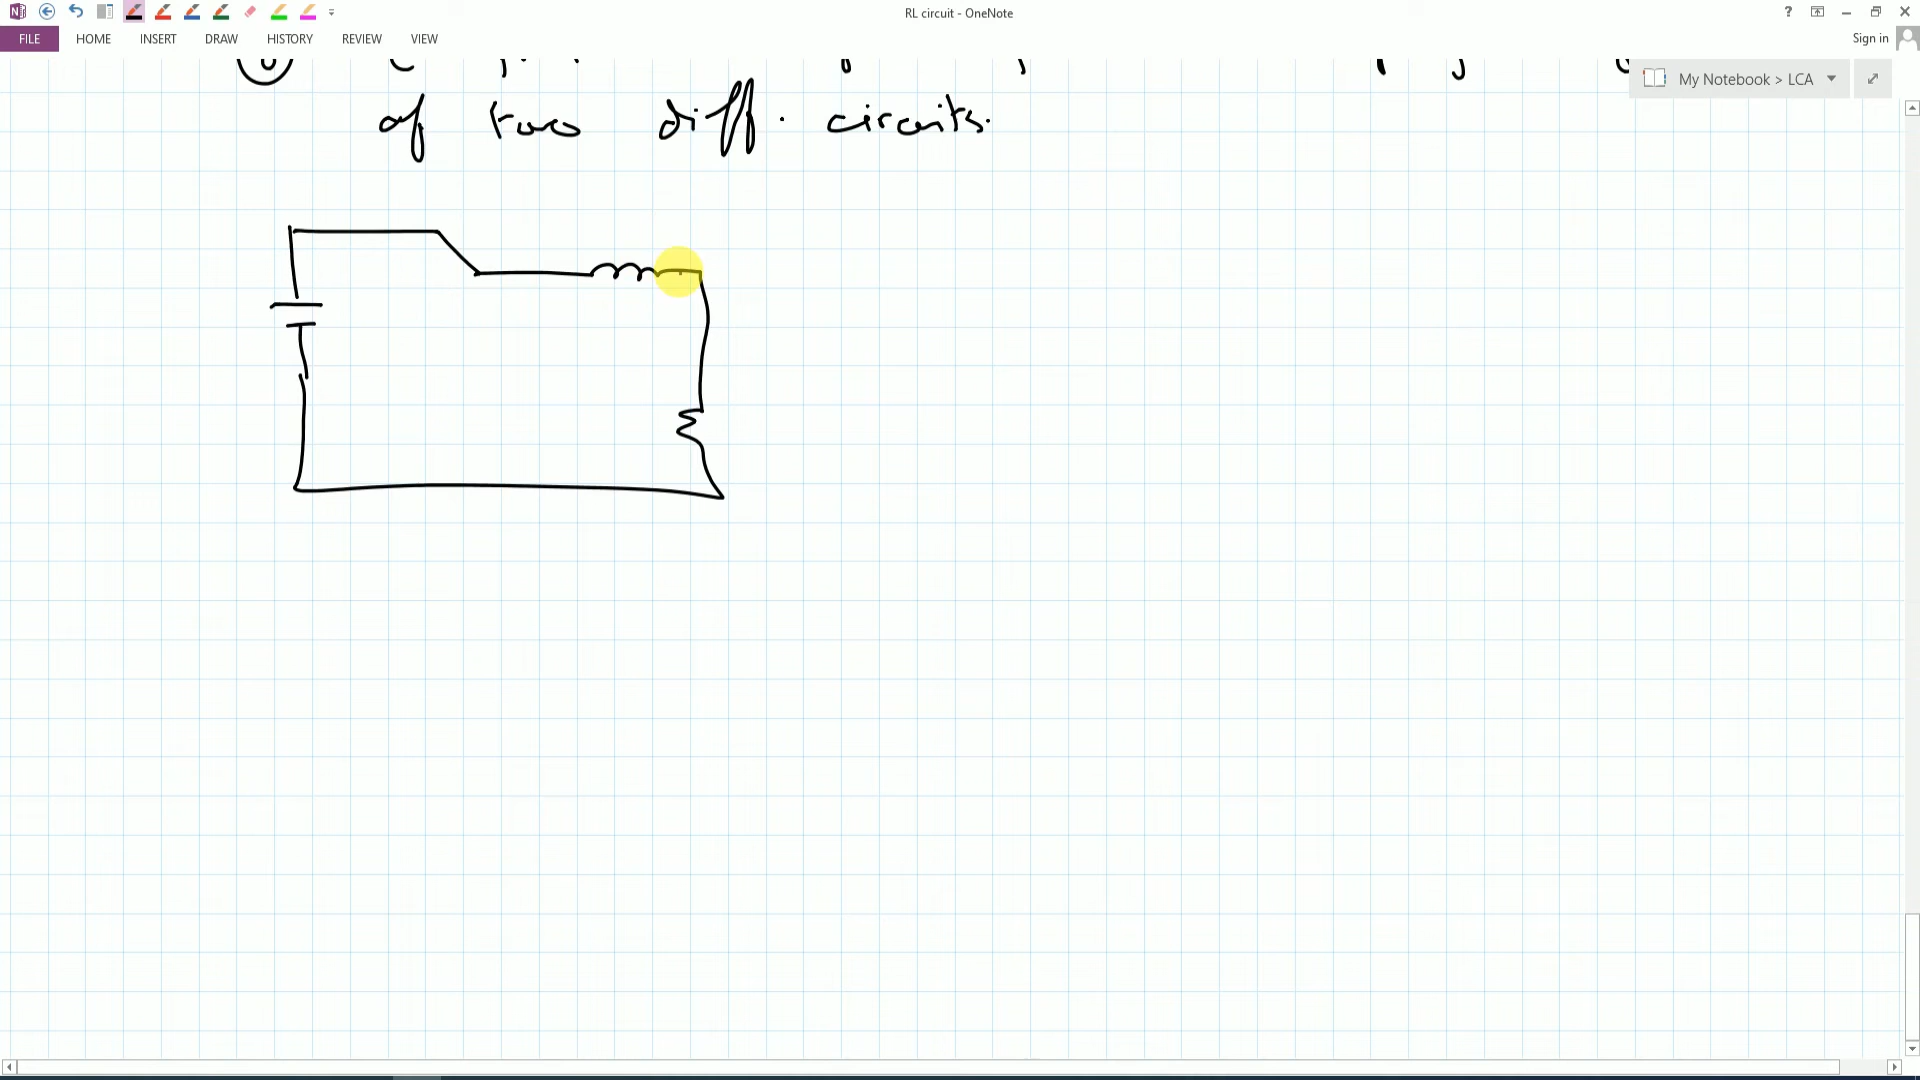 RL circuit - OneNote
FILE HOME INSERT DRAW HISTORY REVIEW VIEW
Sign in
My Notebook > LCA
of two diff. circuits.